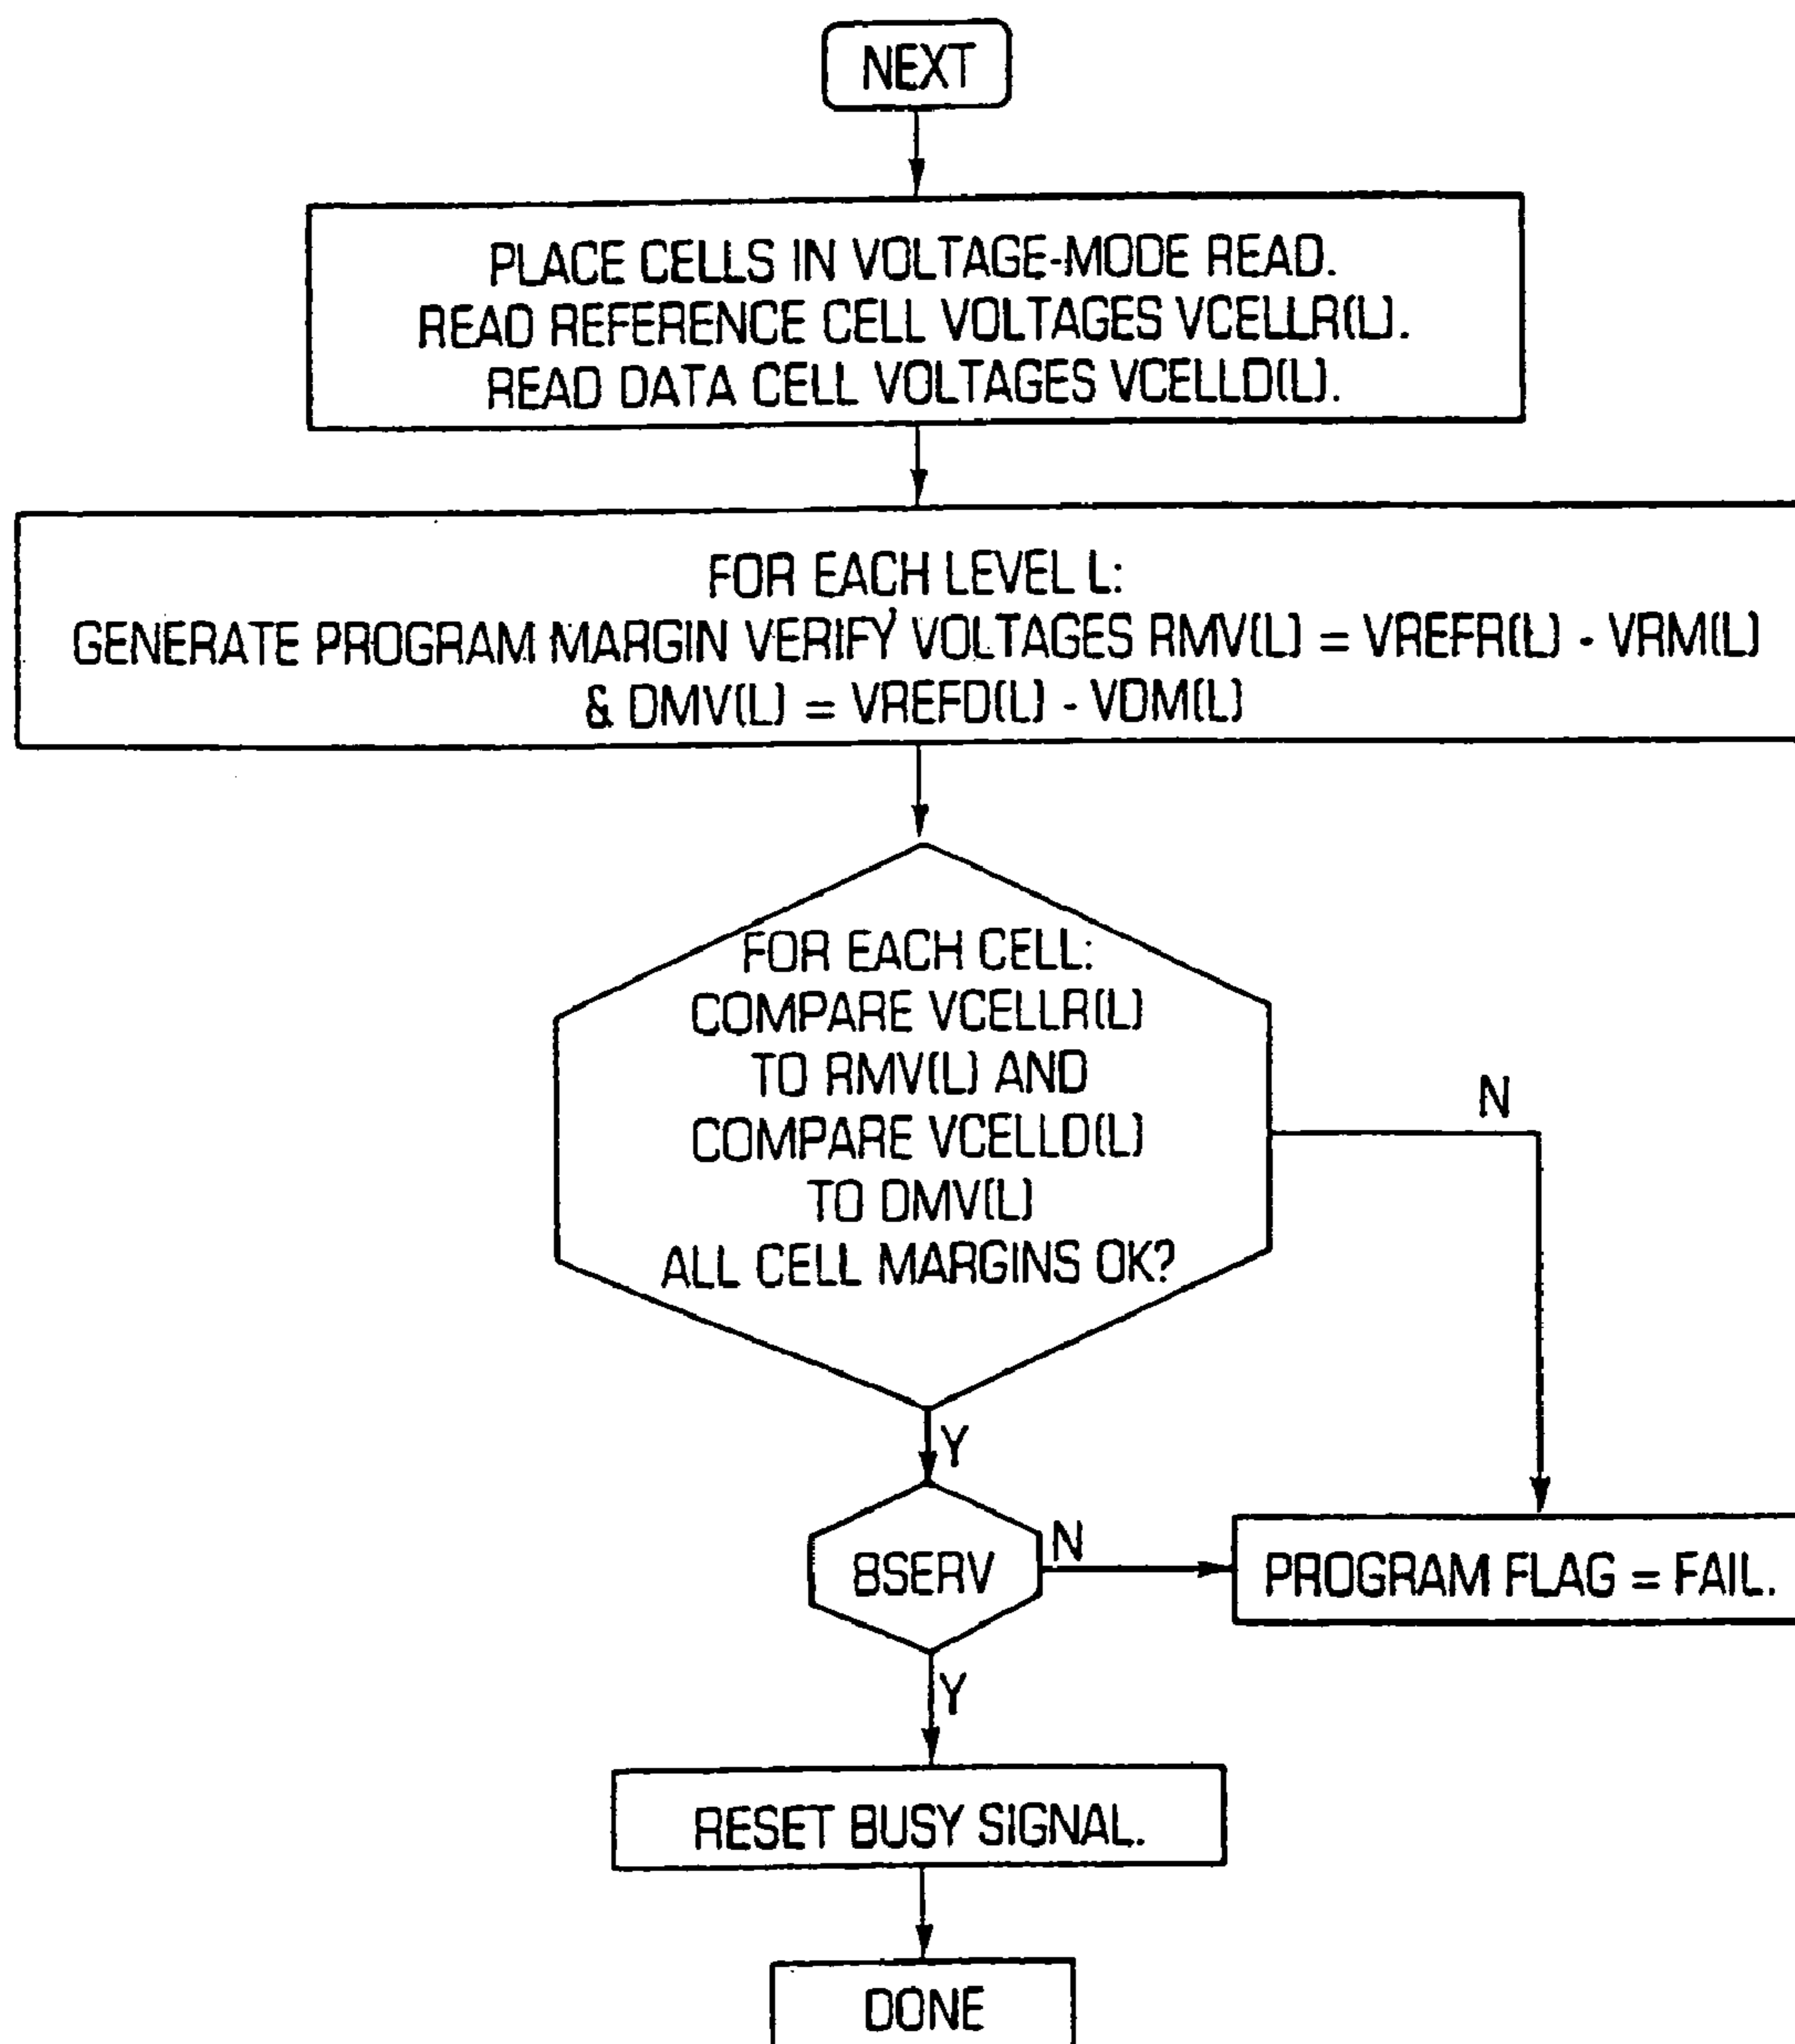 NEXT
PLACE CELLS IN VOLTAGE-MODE READ.
READ REFERENCE CELL VOLTAGES VCELLR(L).
READ DATA CELL VOLTAGES VCELLD(L).
FOR EACH LEVEL L:
GENERATE PROGRAM MARGIN VERIFY VOLTAGES RMV(L) = VREFR(L) - VRM(L)
& DMV(L) = VREFD(L) - VDM(L)
FOR EACH CELL:
COMPARE VCELLR(L)
TO RMV(L) AND
COMPARE VCELLD(L)
TO DMV(L)
ALL CELL MARGINS OK?
N
Y
BSERV
N
PROGRAM FLAG = FAIL.
Y
RESET BUSY SIGNAL.
DONE